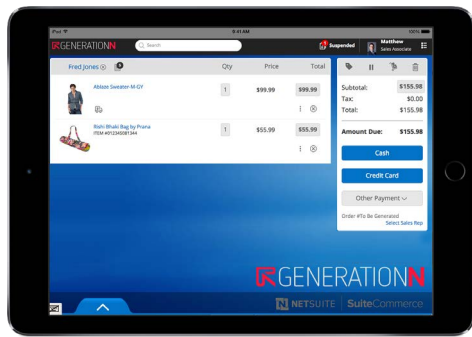 iPad
6:41 AM
100%
GENERATIONN
Search
Suspended
Matthew
Sales Associate
Fred Jones
Qty
Price
Total
Ablaze Sweater-M-GY
1
$99.99
$99.99
Rishi Bhaki Bag by Prana
ITEM #012345081344
1
$55.99
$55.99
Subtotal:
$155.98
Tax:
$0.00
Total:
$155.98
Amount Due:
$155.98
Cash
Credit Card
Other Payment
Order #To Be Generated
Select Sales Rep
GENERATIONN
N NETSUITE SuiteCommerce